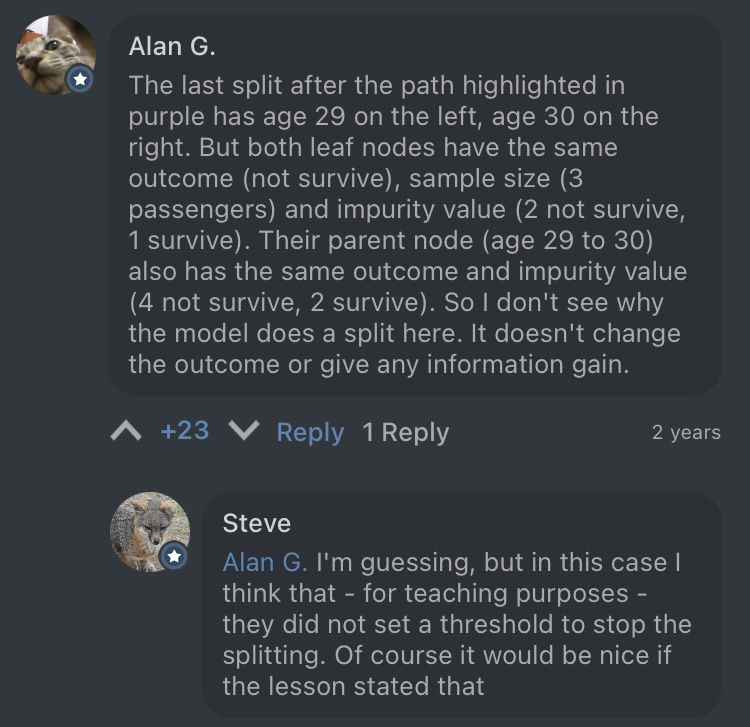 Alan G.
The last split after the path highlighted in
purple has age 29 on the left, age 30 on the
right. But both leaf nodes have the same
outcome (not survive), sample size (3
passengers) and impurity value (2 not survive,
1 survive). Their parent node (age 29 to 30)
also has the same outcome and impurity value
(4 not survive, 2 survive). So I don't see why
the model does a split here. It doesn't change
the outcome or give any information gain.
+23 Reply 1 Reply 2 years
Steve
Alan G. I'm guessing, but in this case I
think that - for teaching purposes -
they did not set a threshold to stop the
splitting. Of course it would be nice if
the lesson stated that